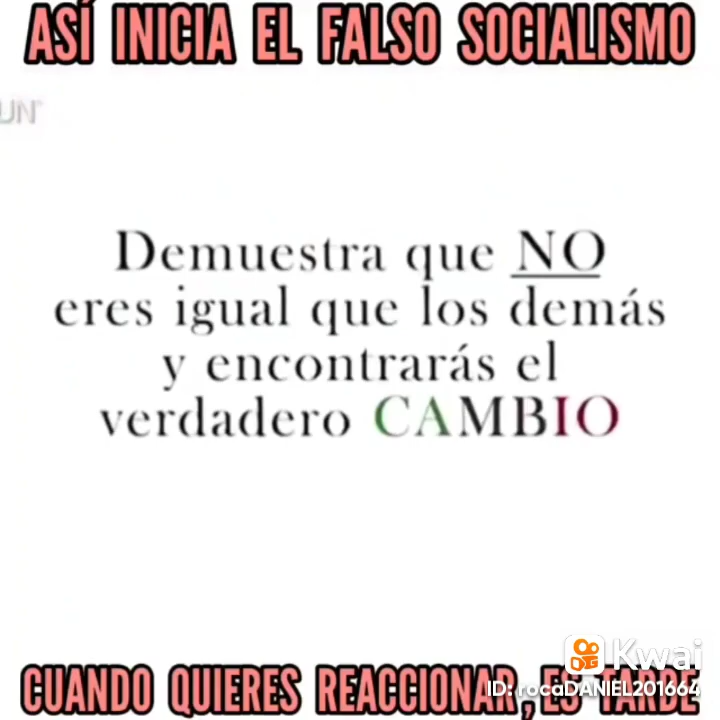 ASÍ INICIA EL FALSO SOCIALISMO
UN
Demuestra que NO
eres igual que los demás
y encontrarás el
verdadero CAMBIO
Kwai
ID: rocaDANIEL201664
CUANDO QUIERES REACCIONAR, ES TARDE